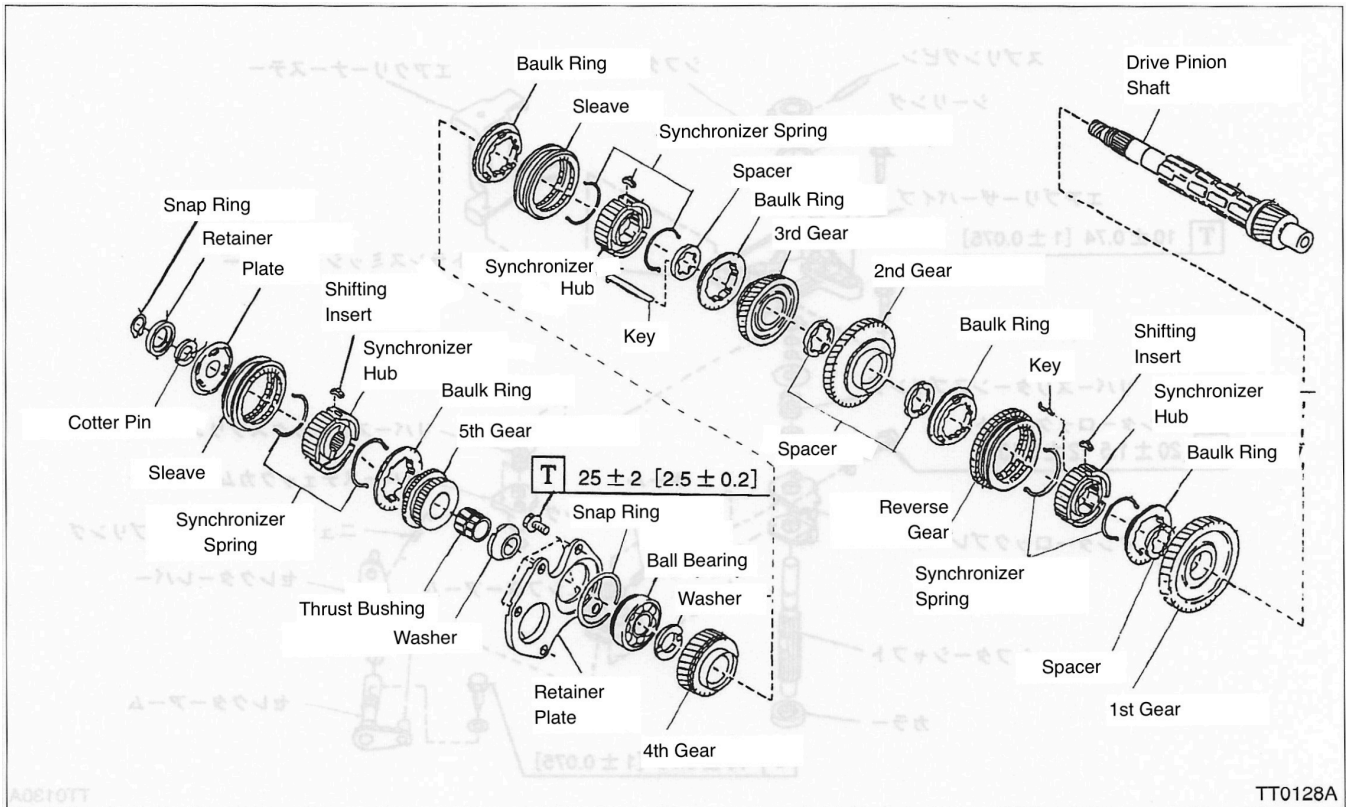 Baulk Ring
Sleave
Synchronizer Spring
Spacer
Baulk Ring
3rd Gear
Synchronizer
Hub
Key
2nd Gear
Spacer
Baulk Ring
Key
Shifting
Insert
Synchronizer
Hub
Baulk Ring
Reverse
Gear
Synchronizer
Spring
Spacer
1st Gear
Drive Pinion
Shaft
Snap Ring
Retainer
Plate
Shifting
Insert
Synchronizer
Hub
Baulk Ring
5th Gear
Cotter Pin
Sleave
Synchronizer
Spring
T 25 ± 2 [2.5 ± 0.2]
Snap Ring
Ball Bearing
Washer
Thrust Bushing
Washer
Retainer
Plate
4th Gear
TT0128A